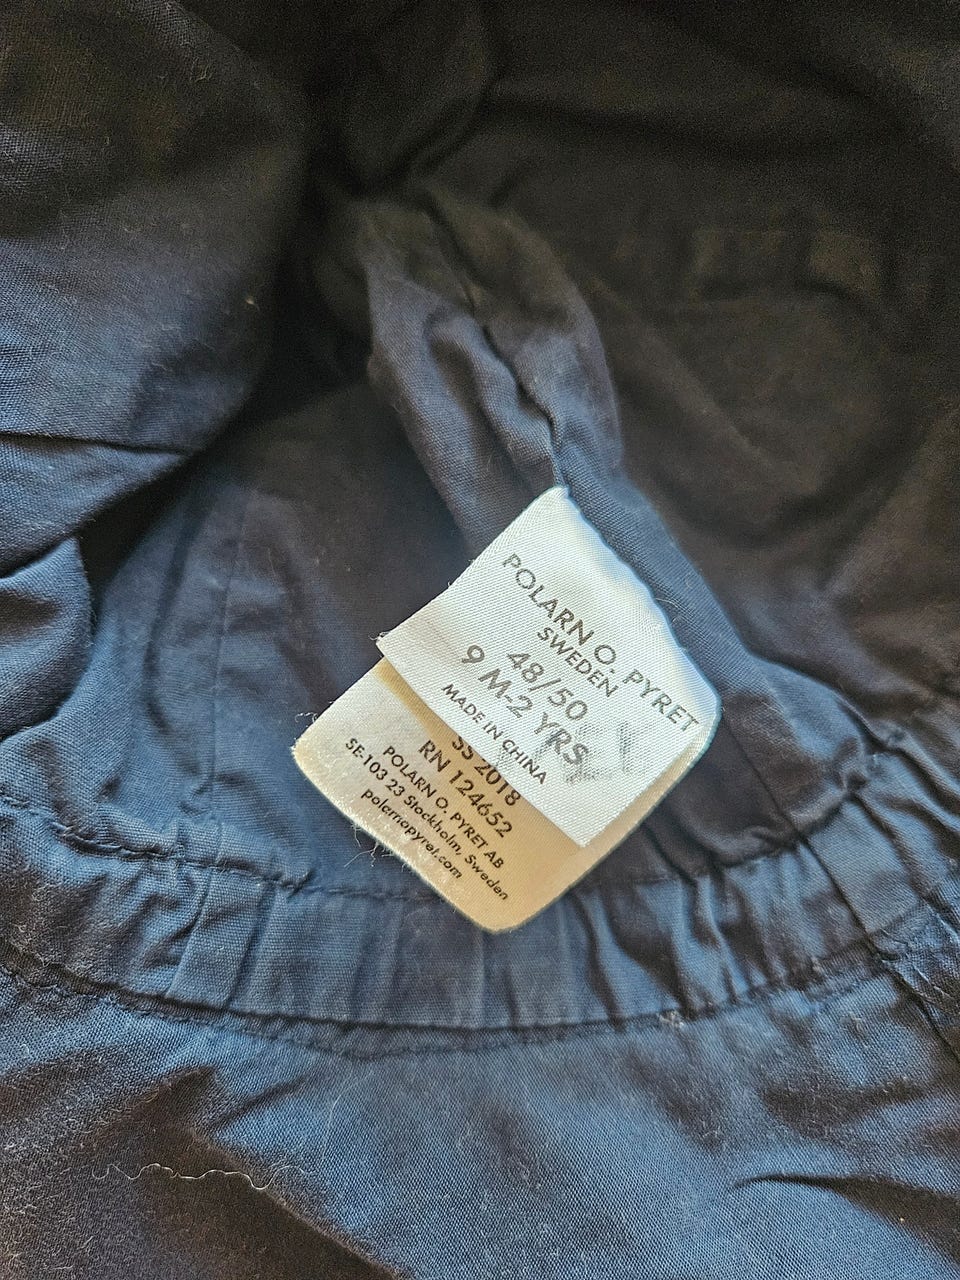 POLARN O. PYRET
SWEDEN
48/50
9 M-2 YRS
MADE IN CHINA
SS 2018
RN 124652
POLARN O. PYRET AB
SE-103 23 Stockholm, Sweden
polarnopyret.com